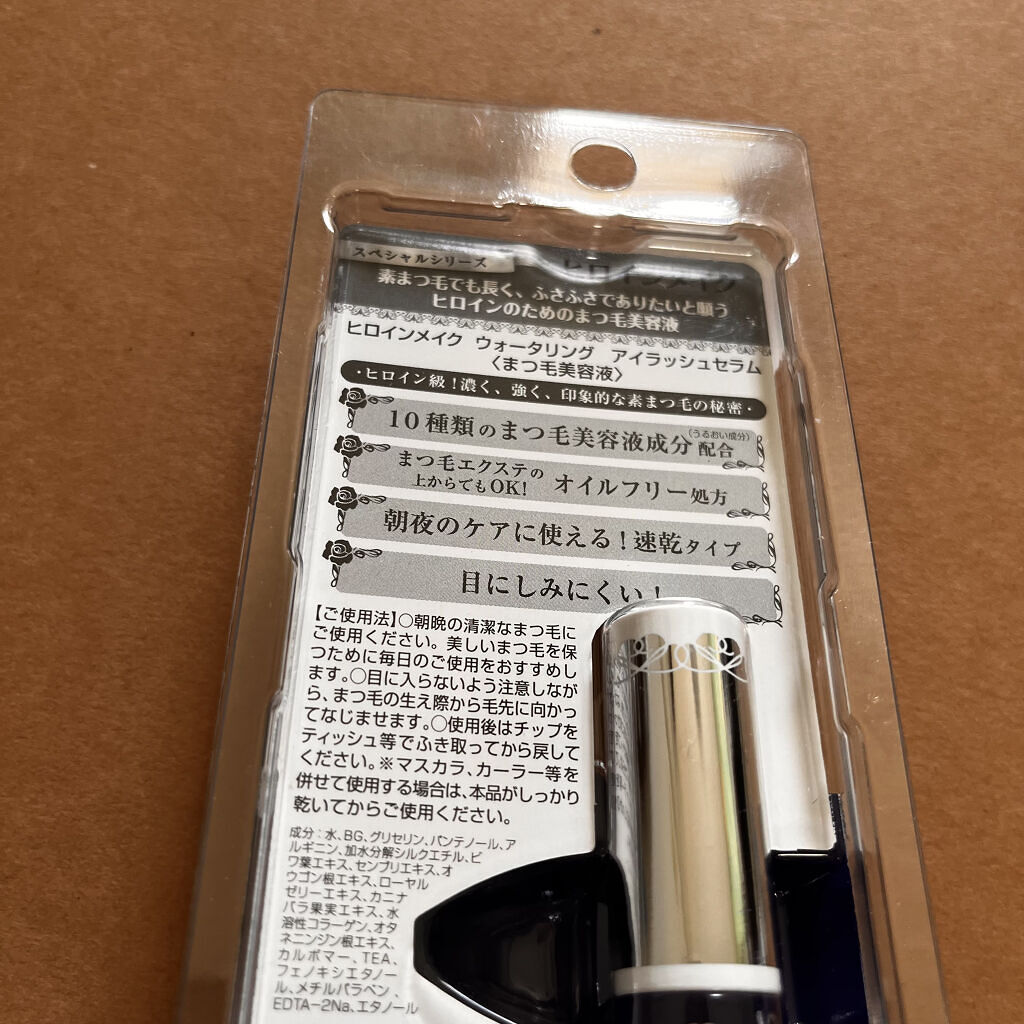 スペシャルシリーズ
ヒロインメイク
素まつ毛でも長く、ふさふさでありたいと願う
ヒロインのためのまつ毛美容液
ヒロインメイク ウォータリング アイラッシュセラム
〈まつ毛美容液〉
・ヒロイン級!濃く、強く、印象的な素まつ毛の秘密・
10種類のまつ毛美容液成分(うるおい成分)配合
まつ毛エクステの
上からでもOK! オイルフリー処方
朝夜のケアに使える!速乾タイプ
目にしみにくい!
【ご使用法】○朝晩の清潔なまつ毛に
ご使用ください。美しいまつ毛を保
つために毎日のご使用をおすすめし
ます。○目に入らないよう注意しなが
ら、まつ毛の生え際から毛先に向かっ
てなじませます。○使用後はチップを
ティッシュ等でふき取ってから戻して
ください。※マスカラ、カーラー等を
併せて使用する場合は、本品がしっかり
乾いてからご使用ください。
成分:水、BG、グリセリン、パンテノール、ア
ルギニン、加水分解シルクエチル、ビ
ワ葉エキス、センブリエキス、オ
ウゴン根エキス、ローヤル
ゼリーエキス、カニナ
バラ果実エキス、水
溶性コラーゲン、オタ
ネニンジン根エキス、
カルボマー、TEA、
フェノキシエタノー
ル、メチルパラベン、
EDTA-2Na、エタノール